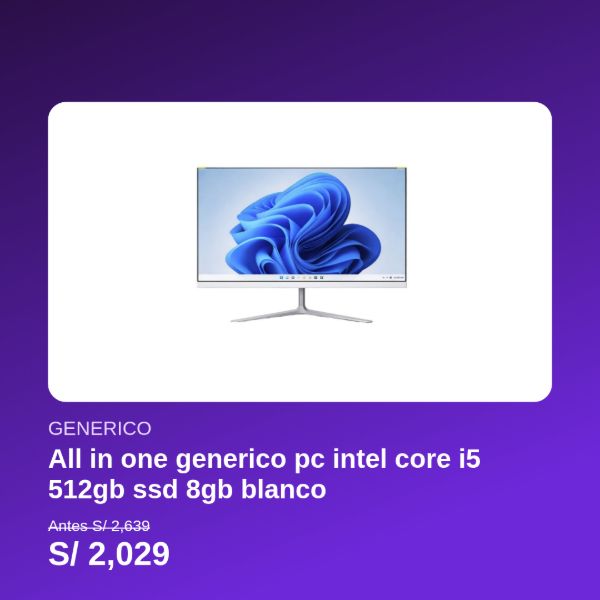 GENERICO
All in one generico pc intel core i5
512gb ssd 8gb blanco
Antes S/ 2,639
S/ 2,029